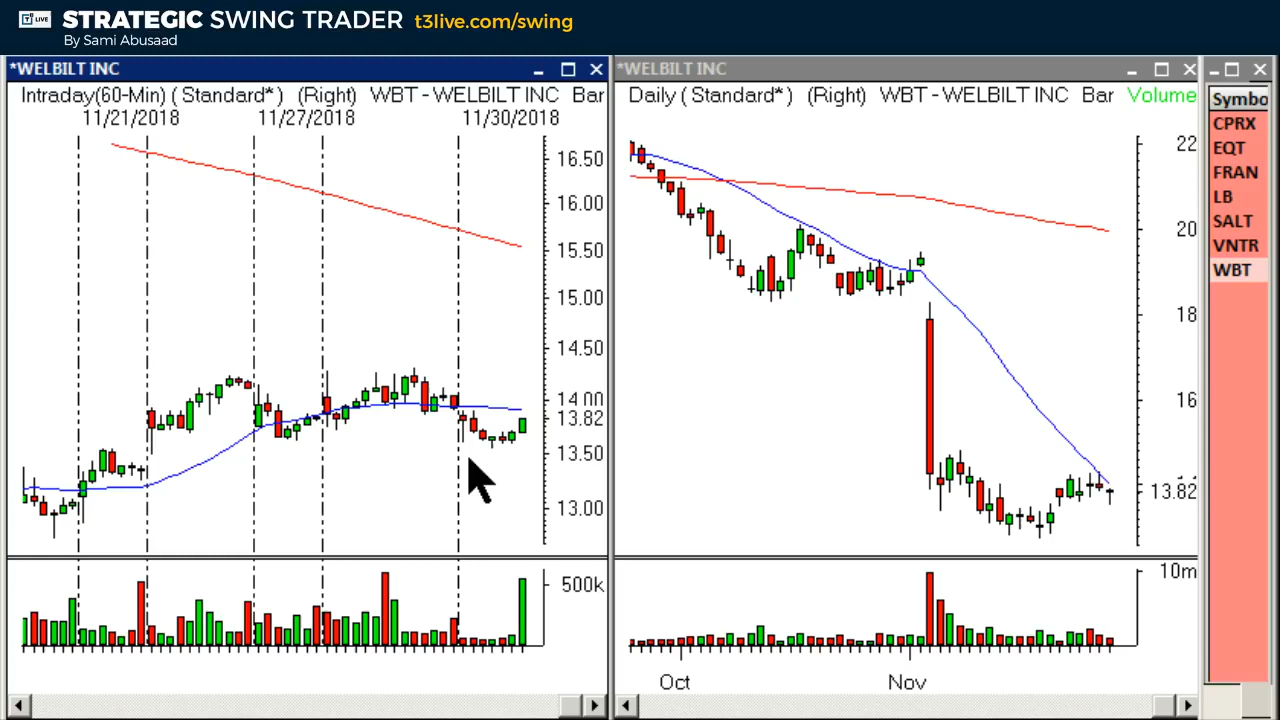 LIVE STRATEGIC SWING TRADER t3live.com/swing
By Sami Abusaad
*WELBILT INC
Intraday(60-Min) ( Standard* ) (Right) WBT - WELBILT INC Bar
11/21/2018 11/27/2018 11/30/2018
16.50
16.00
15.50
15.00
14.50
14.00
13.82
13.50
13.00
500k
*WELBILT INC
Daily ( Standard* ) (Right) WBT - WELBILT INC Bar Volume
22
20
18
16
13.82
10m
Oct Nov
Symbo
CPRX
EQT
FRAN
LB
SALT
VNTR
WBT